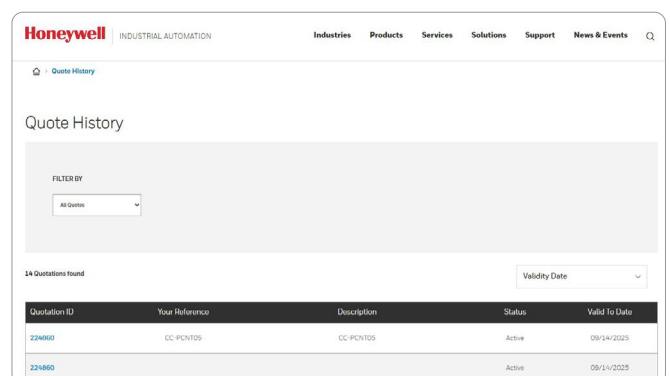 Honeywell INDUSTRIAL AUTOMATION Industries Products Services Solutions Support News & Events
> Quote History
Quote History
FILTER BY
All Quotes
14 Quotations found Validity Date
Quotation ID Your Reference Description Status Valid To Date
224860 CC-PCNT05 CC-PCNT05 Active 09/14/2025
224860 Active 09/14/2025